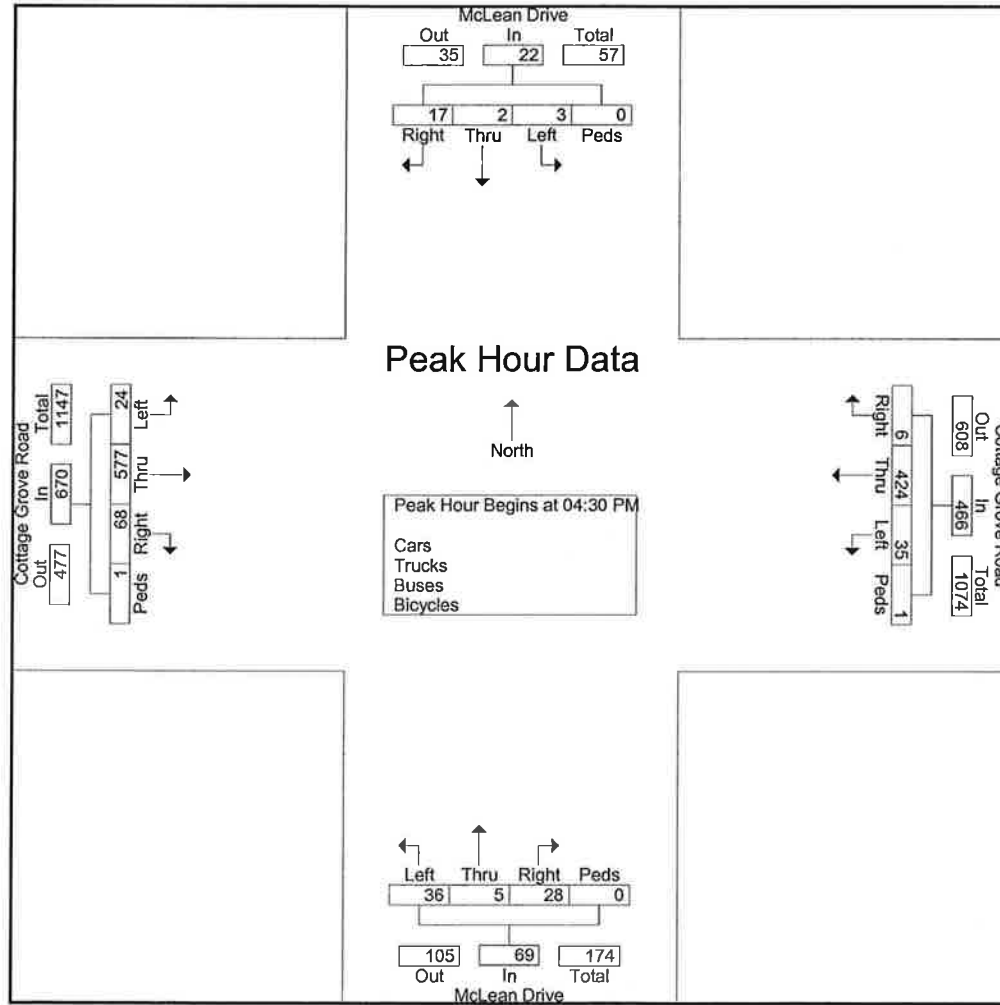 McLean Drive
Out In Total
35 22 57
17 2 3 0
Right Thru Left Peds
Peak Hour Data
North
Peak Hour Begins at 04:30 PM
Cars
Trucks
Buses
Bicycles
Cottage Grove Road
Out In Total
477 670 1147
24 577 68 1
Left Thru Right Peds
Right Thru Left Peds
6 424 35 1
Out In Total
608 466 1074
Cottage Grove Road
Left Thru Right Peds
36 5 28 0
105 69 174
Out In Total
McLean Drive